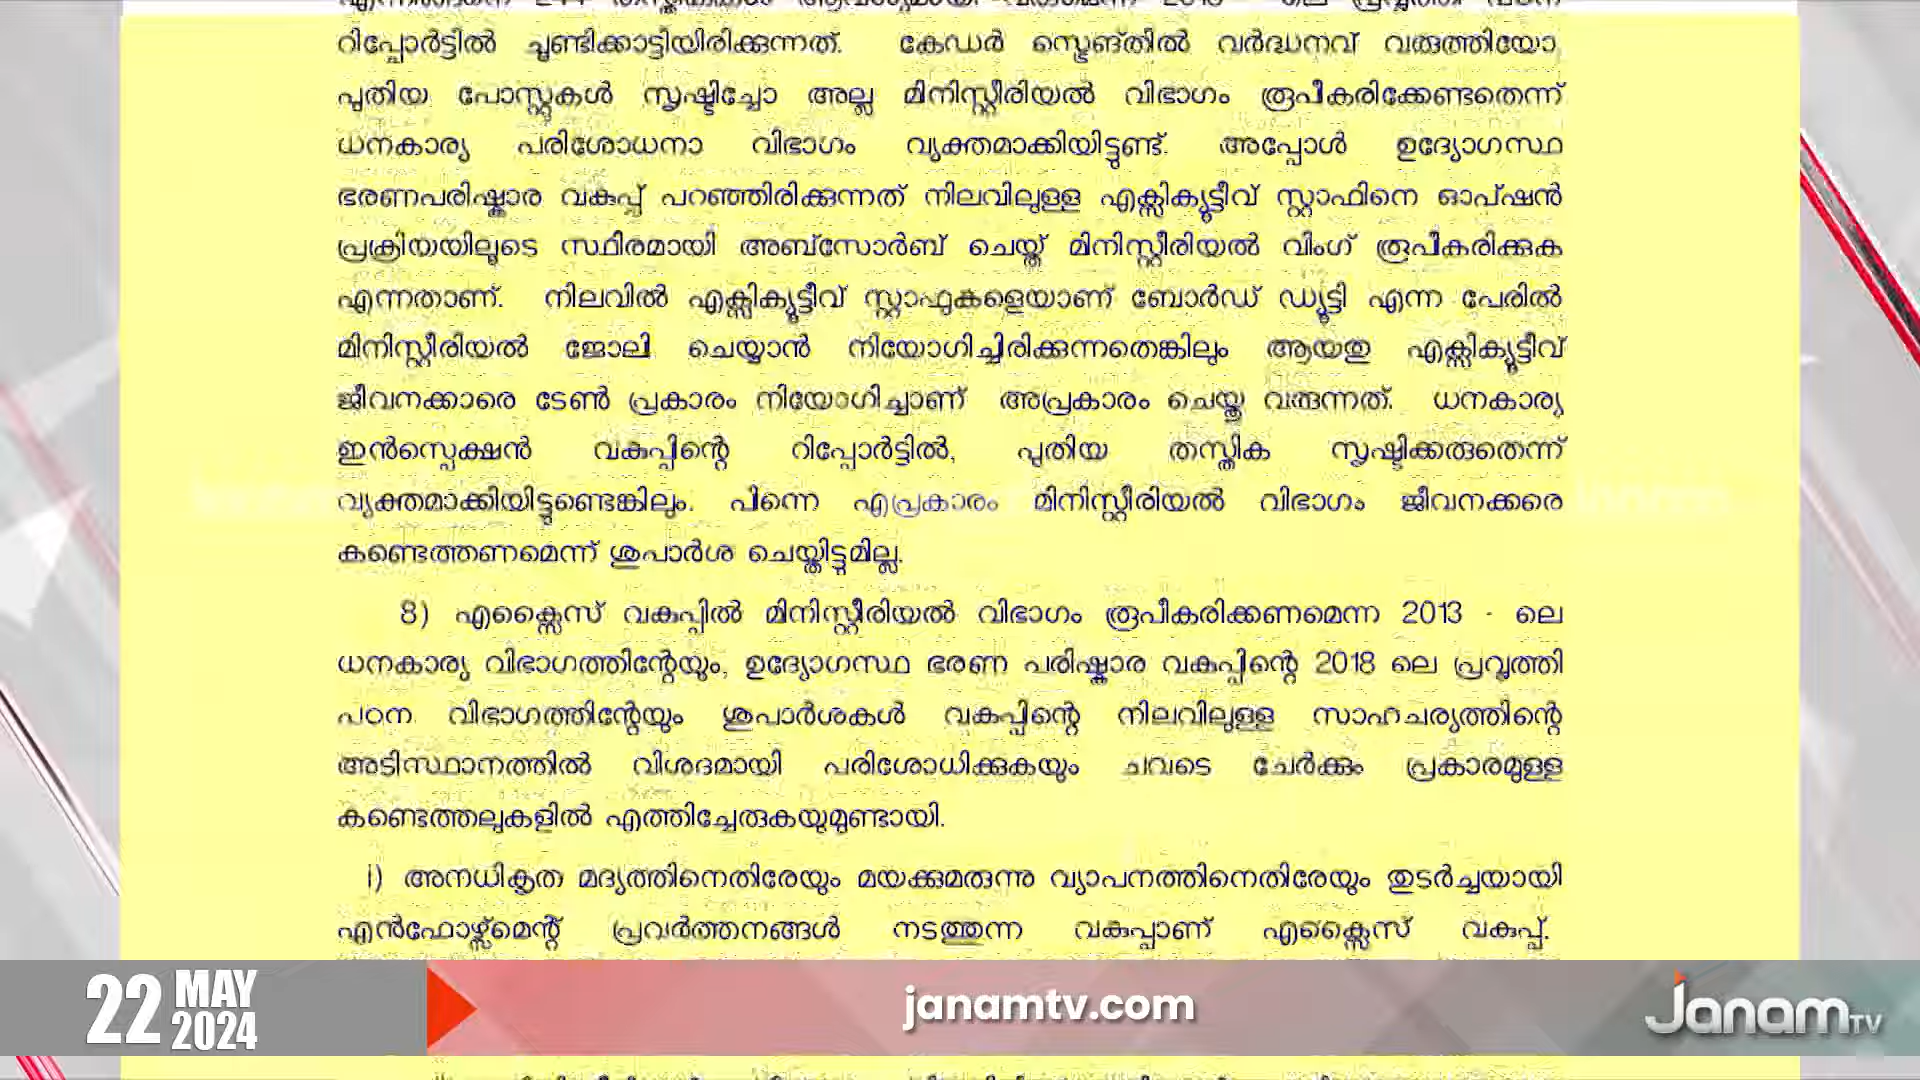 റിപ്പോർട്ടിൽ ചൂണ്ടിക്കാട്ടിയിരിക്കുന്നത്. കേഡർ സ്ട്രെങ്തിൽ വർദ്ധനവ് വരുത്തിയോ
പുതിയ പോസ്റ്റുകൾ സൃഷ്ടിച്ചോ അല്ല മിനിസ്റ്റീരിയൽ വിഭാഗം രൂപീകരിക്കേണ്ടതെന്ന്
ധനകാര്യ പരിശോധനാ വിഭാഗം വ്യക്തമാക്കിയിട്ടുണ്ട്. അപ്പോൾ ഉദ്യോഗസ്ഥ
ഭരണപരിഷ്കാര വകുപ്പ് പറഞ്ഞിരിക്കുന്നത് നിലവിലുള്ള എക്സിക്യൂട്ടീവ് സ്റ്റാഫിനെ ഓപ്ഷൻ
പ്രക്രിയയിലൂടെ സ്ഥിരമായി അബ്സോർബ് ചെയ്ത് മിനിസ്റ്റീരിയൽ വിംഗ് രൂപീകരിക്കുക
എന്നതാണ്. നിലവിൽ എക്സിക്യൂട്ടീവ് സ്റ്റാഫുകളെയാണ് ബോർഡ് ഡ്യൂട്ടി എന്ന പേരിൽ
മിനിസ്റ്റീരിയൽ ജോലി ചെയ്യാൻ നിയോഗിച്ചിരിക്കുന്നതെങ്കിലും ആയതു എക്സിക്യൂട്ടീവ്
ജീവനക്കാരെ ടേൺ പ്രകാരം നിയോഗിച്ചാണ് അപ്രകാരം ചെയ്തു വരുന്നത്. ധനകാര്യ
ഇൻസ്പെക്ഷൻ വകുപ്പിന്റെ റിപ്പോർട്ടിൽ, പുതിയ തസ്തിക സൃഷ്ടിക്കരുതെന്ന്
വ്യക്തമാക്കിയിട്ടുണ്ടെങ്കിലും. പിന്നെ എപ്രകാരം മിനിസ്റ്റീരിയൽ വിഭാഗം ജീവനക്കരെ
കണ്ടെത്തണമെന്ന് ശുപാർശ ചെയ്തിട്ടുമില്ല.
8) എക്സൈസ് വകുപ്പിൽ മിനിസ്റ്റീരിയൽ വിഭാഗം രൂപീകരിക്കണമെന്ന 2013 - ലെ
ധനകാര്യ വിഭാഗത്തിന്റേയും, ഉദ്യോഗസ്ഥ ഭരണ പരിഷ്കാര വകുപ്പിന്റെ 2018 ലെ പ്രവൃത്തി
പഠന വിഭാഗത്തിന്റേയും ശുപാർശകൾ വകുപ്പിന്റെ നിലവിലുള്ള സാഹചര്യത്തിന്റെ
അടിസ്ഥാനത്തിൽ വിശദമായി പരിശോധിക്കുകയും ചുവടെ ചേർക്കും പ്രകാരമുള്ള
കണ്ടെത്തലുകളിൽ എത്തിച്ചേരുകയുമുണ്ടായി.
i) അനധികൃത മദ്യത്തിനെതിരേയും മയക്കുമരുന്നു വ്യാപനത്തിനെതിരേയും തുടർച്ചയായി
എൻഫോഴ്സ്മെന്റ് പ്രവർത്തനങ്ങൾ നടത്തുന്ന വകുപ്പാണ് എക്സൈസ് വകുപ്പ്.
22 MAY 2024
janamtv.com
Janam TV